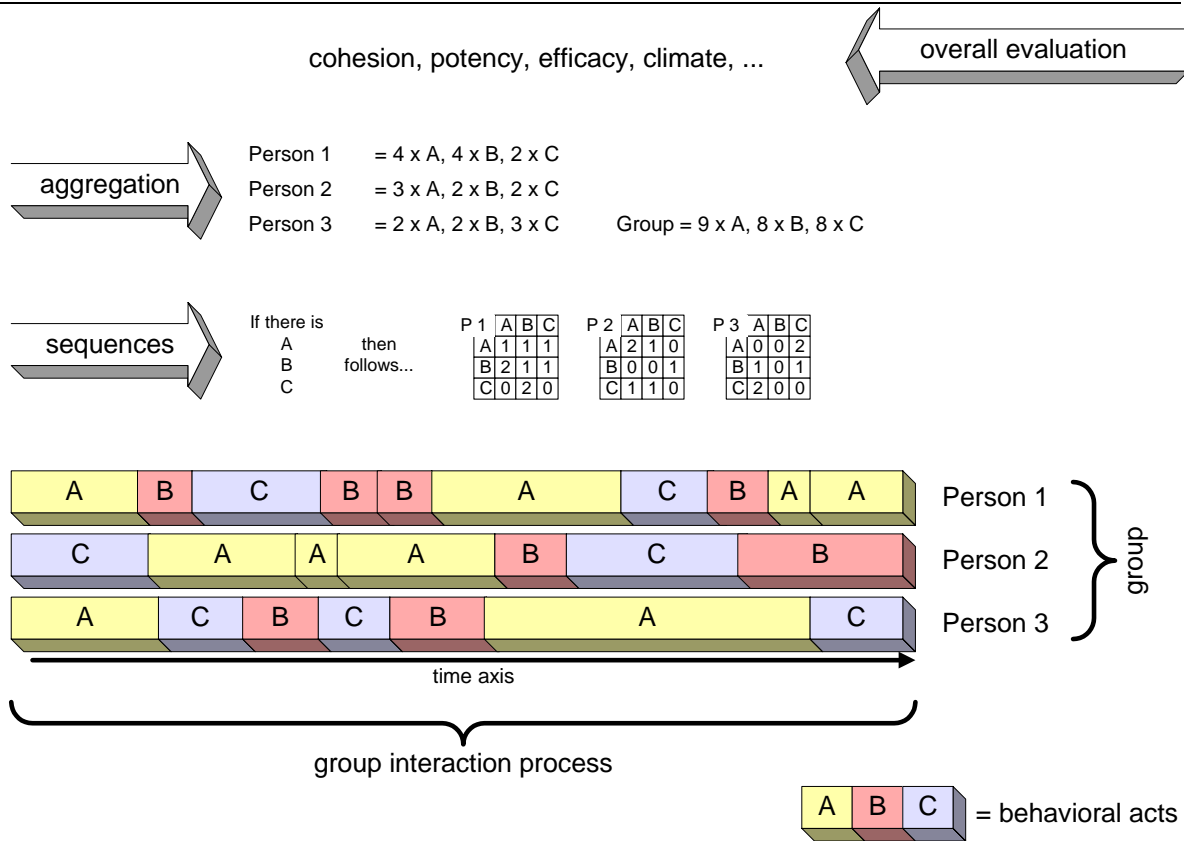 overall evaluation
cohesion, potency, efficacy, climate, ...
aggregation
Person 1 = 4 x A, 4 x B, 2 x C
Person 2 = 3 x A, 2 x B, 2 x C
Person 3 = 2 x A, 2 x B, 3 x C Group = 9 x A, 8 x B, 8 x C
sequences
If there is
A then
B follows...
C
P 1 A B C
A 1 1 1
B 2 1 1
C 0 2 0
P 2 A B C
A 2 1 0
B 0 0 1
C 1 1 0
P 3 A B C
A 0 0 2
B 1 0 1
C 2 0 0
A B C B B A C B A A Person 1
C A A A B C B Person 2
A C B C B A C Person 3
group
time axis
group interaction process
A B C = behavioral acts